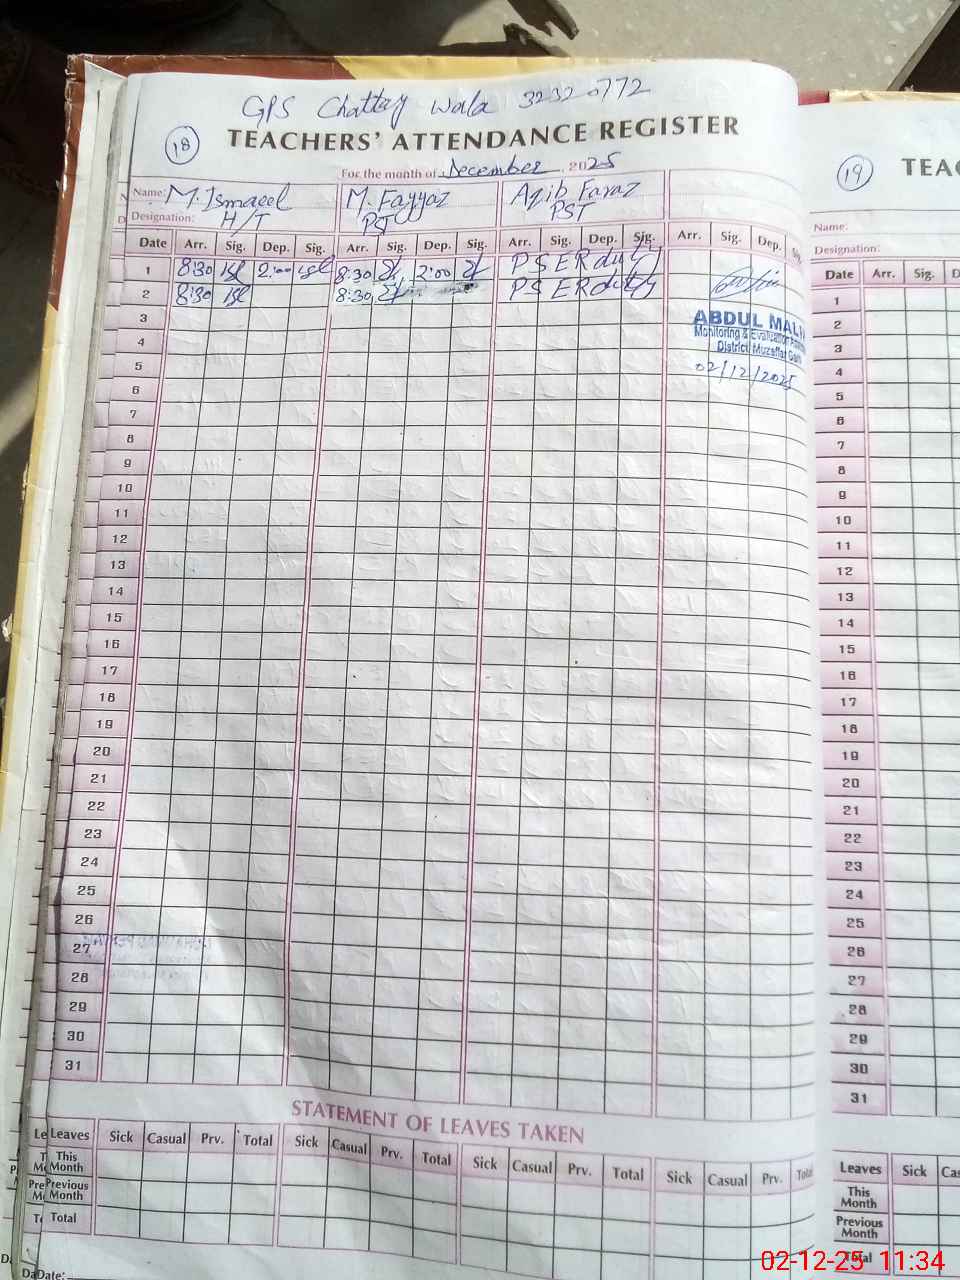 GPS Chattay Wala 32320772
18
TEACHERS' ATTENDANCE REGISTER
For the month of December, 2025
Name: M. Ismaeel M. Fayyaz Aqib Faraz
Designation: H/T PST PST
Date Arr. Sig. Dep. Sig. Arr. Sig. Dep. Sig. Arr. Sig. Dep. Sig. Arr. Sig. Dep.
1 8:30 2:00 8:30 2:00 PSER duty
2 8:30 8:30 PSER duty
3
ABDUL MALI
Monitoring & Evaluation
District Muzaffar Garh
02/12/2025
4
5
6
7
8
9
10
11
12
13
14
15
16
17
18
19
20
21
22
23
24
25
26
27
28
29
30
31
STATEMENT OF LEAVES TAKEN
Leaves Sick Casual Prv. Total Sick Casual Prv. Total Sick Casual Prv. Total Sick Casual Prv. Total
This Month
Previous Month
Total
Date:
19
TEAC
Name:
Designation:
Date Arr. Sig. D
1
2
3
4
5
6
7
8
9
10
11
12
13
14
15
16
17
18
19
20
21
22
23
24
25
26
27
28
29
30
31
Leaves Sick Cas
This Month
Previous Month
Total
02-12-25 11:34